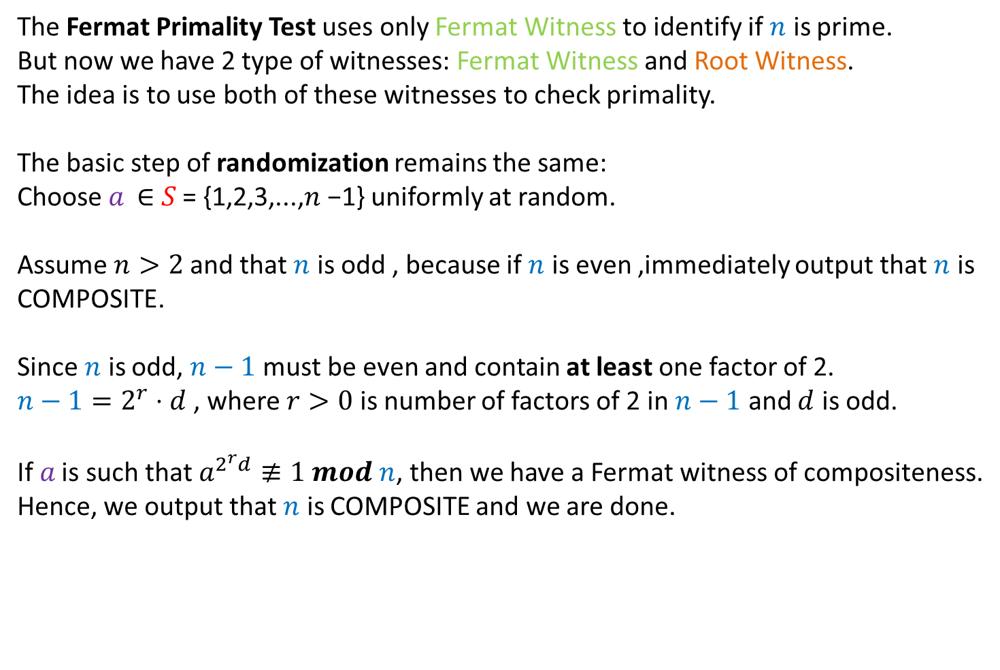 The Fermat Primality Test uses only Fermat Witness to identify if n is prime.
But now we have 2 type of witnesses: Fermat Witness and Root Witness.
The idea is to use both of these witnesses to check primality.
The basic step of randomization remains the same:
Choose a ∈ S = {1,2,3,...,n −1} uniformly at random.
Assume n > 2 and that n is odd , because if n is even ,immediately output that n is
COMPOSITE.
Since n is odd, n − 1 must be even and contain at least one factor of 2.
n − 1 = 2^r · d , where r > 0 is number of factors of 2 in n − 1 and d is odd.
If a is such that a^{2^r d} ≢ 1 mod n, then we have a Fermat witness of compositeness.
Hence, we output that n is COMPOSITE and we are done.